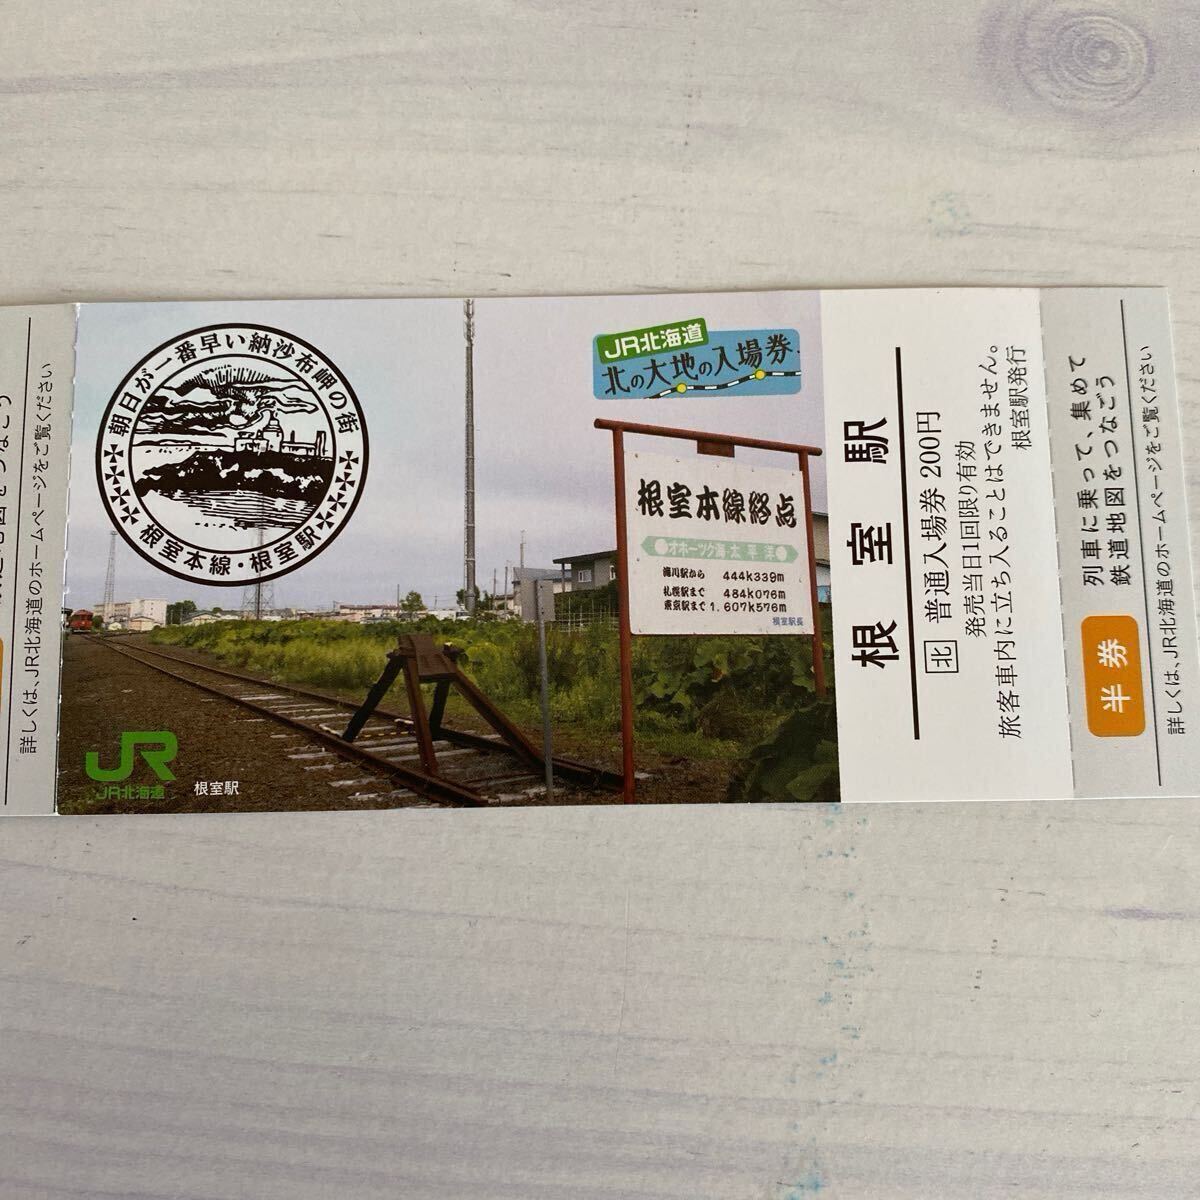 詳しくは、JR北海道のホームページをご覧ください
朝日が一番早い納沙布岬の街
根室本線・根室駅
JR北海道
北の大地の入場券
根室本線終点
オホーツク海 太平洋
滝川駅から 444k339m
札幌駅まで 484k076m
東京駅まで 1.607k576m
根室駅長
JR
JR北海道
根室駅
根室駅
北 普通入場券 200円
発売当日1回限り有効
旅客車内に立ち入ることはできません。
根室駅発行
半券
列車に乗って、集めて
鉄道地図をつなごう
詳しくは、JR北海道のホームページをご覧ください